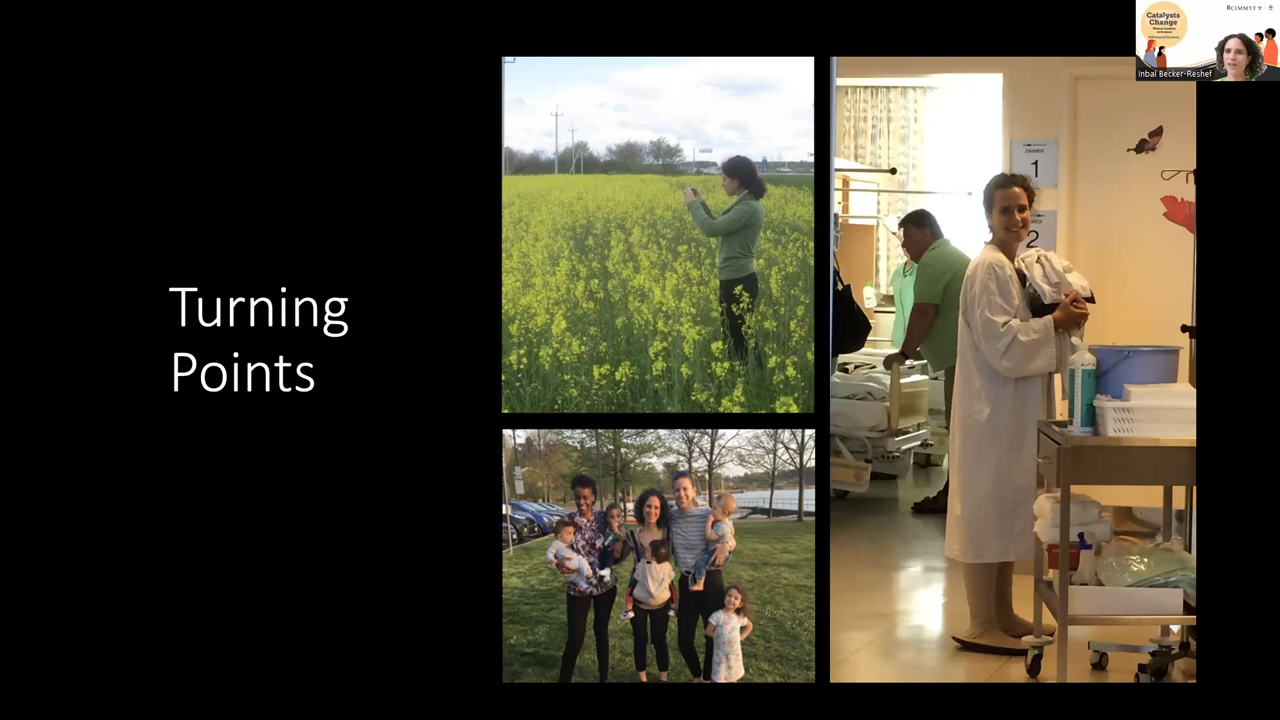 Catalysts
Change
CIMMYT
Inbal Becker-Reshef
1
2
Turning
Points